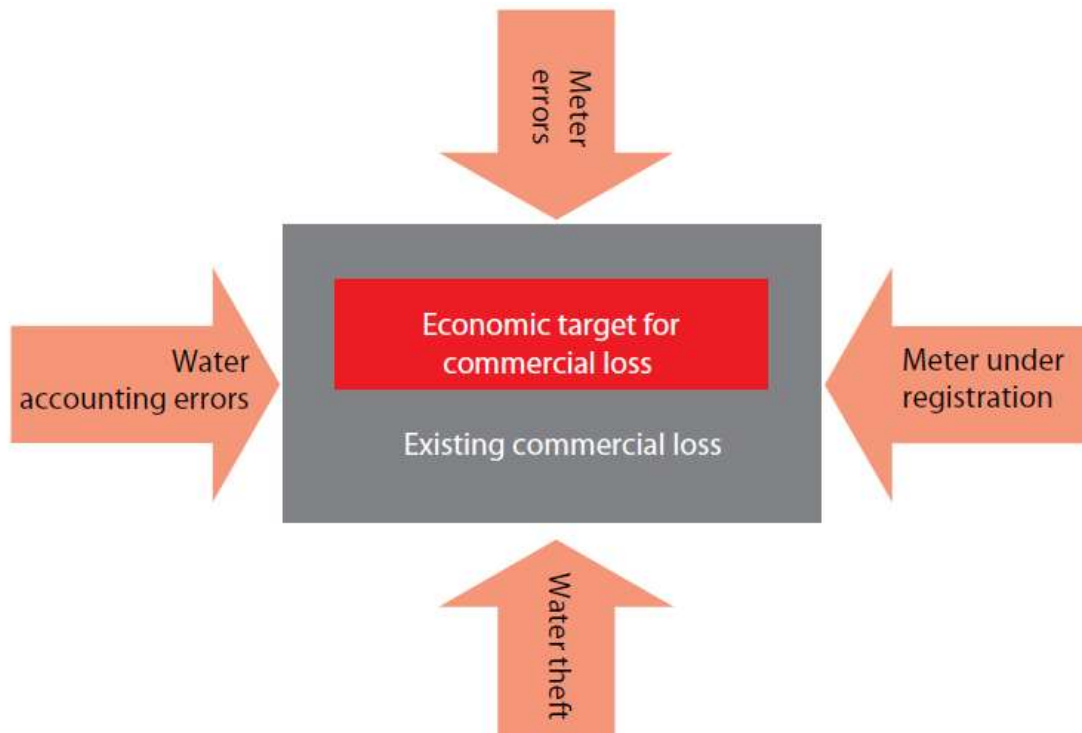 Meter
errors
Economic target for
commercial loss
Water
accounting errors
Meter under
registration
Existing commercial loss
Water theft